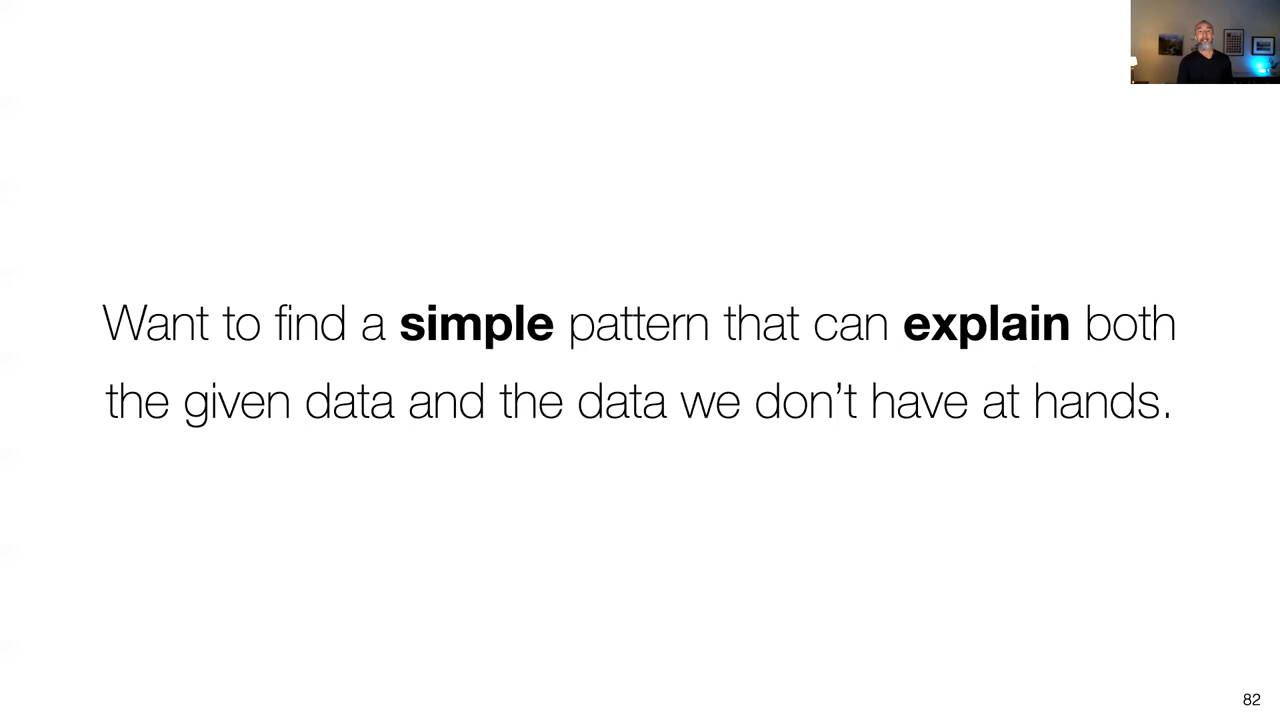 Want to find a simple pattern that can explain both
the given data and the data we don’t have at hands.
82